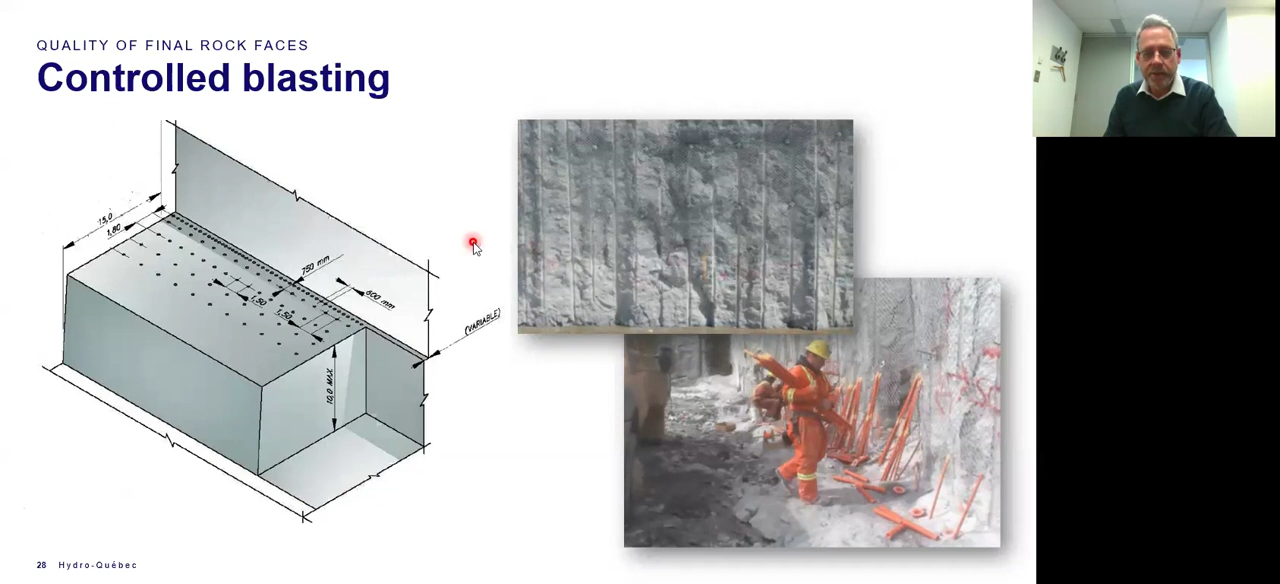 QUALITY OF FINAL ROCK FACES
Controlled blasting
15,0
1,80
750 mm
600 mm
1,50
1,50
(VARIABLE)
10,0 MAX.
28 Hydro-Québec